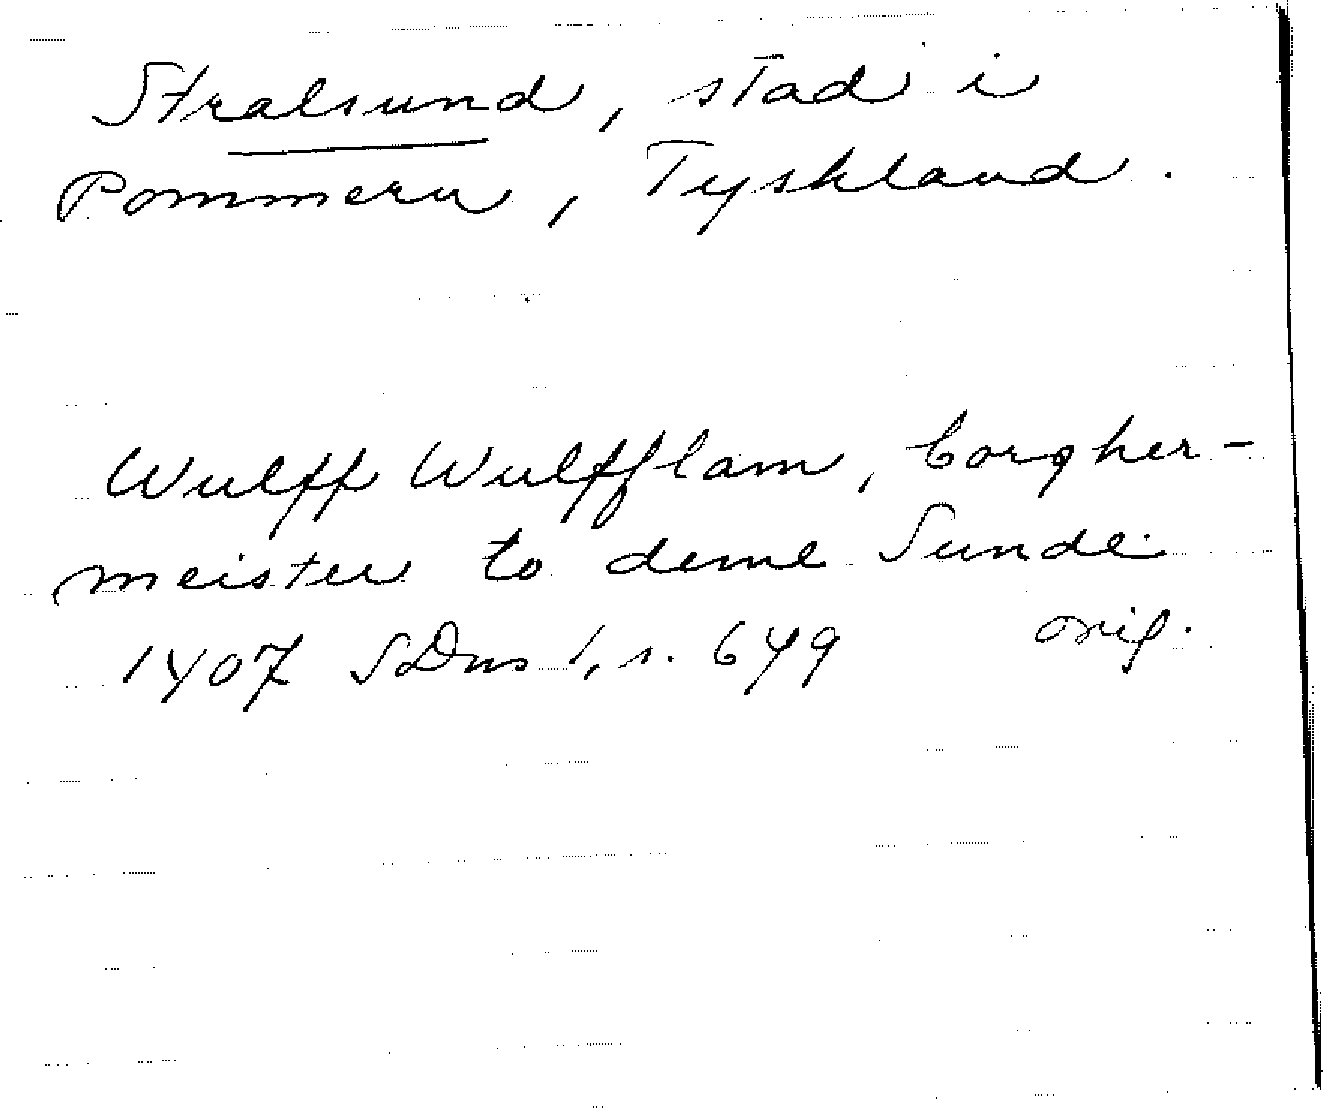 Stralsund, stad i
Pommern, Tyskland.
Wulff Wulfflam, borgher-
meister to deme Sunde
1407 SDns 1, s. 649 orig.